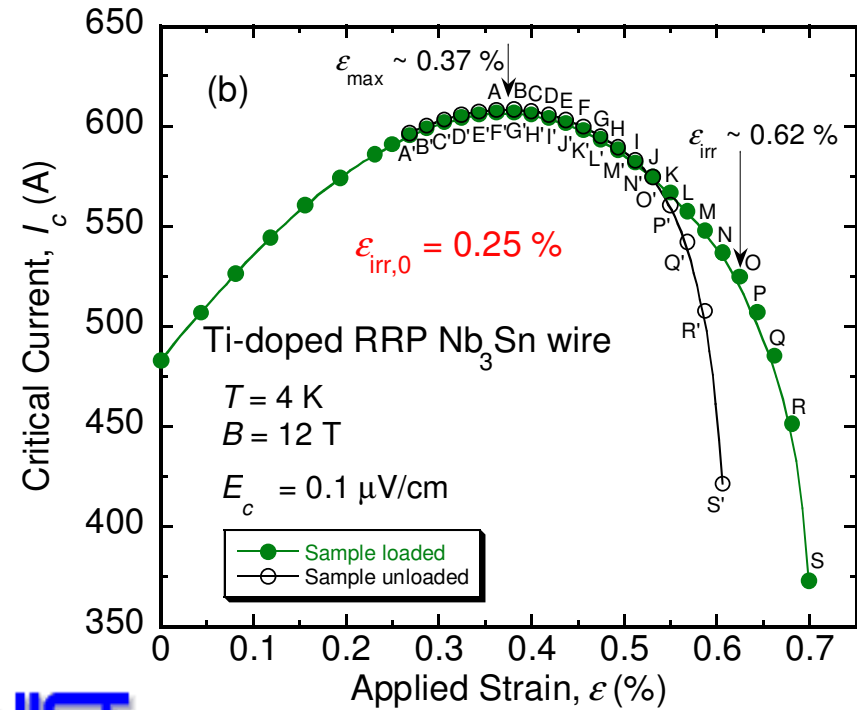 650
600
550
500
450
400
350
Critical Current, I_c (A)
(b)
ε_max ~ 0.37 %
ε_irr ~ 0.62 %
A B C D E F G H I J K L M N O P Q R S
A' B' C' D' E' F' G' H' I' J' K' L' M' N' O' P' Q' R' S'
ε_irr,0 = 0.25 %
Ti-doped RRP Nb₃Sn wire
T = 4 K
B = 12 T
E_c = 0.1 μV/cm
Sample loaded
Sample unloaded
0 0.1 0.2 0.3 0.4 0.5 0.6 0.7
Applied Strain, ε (%)